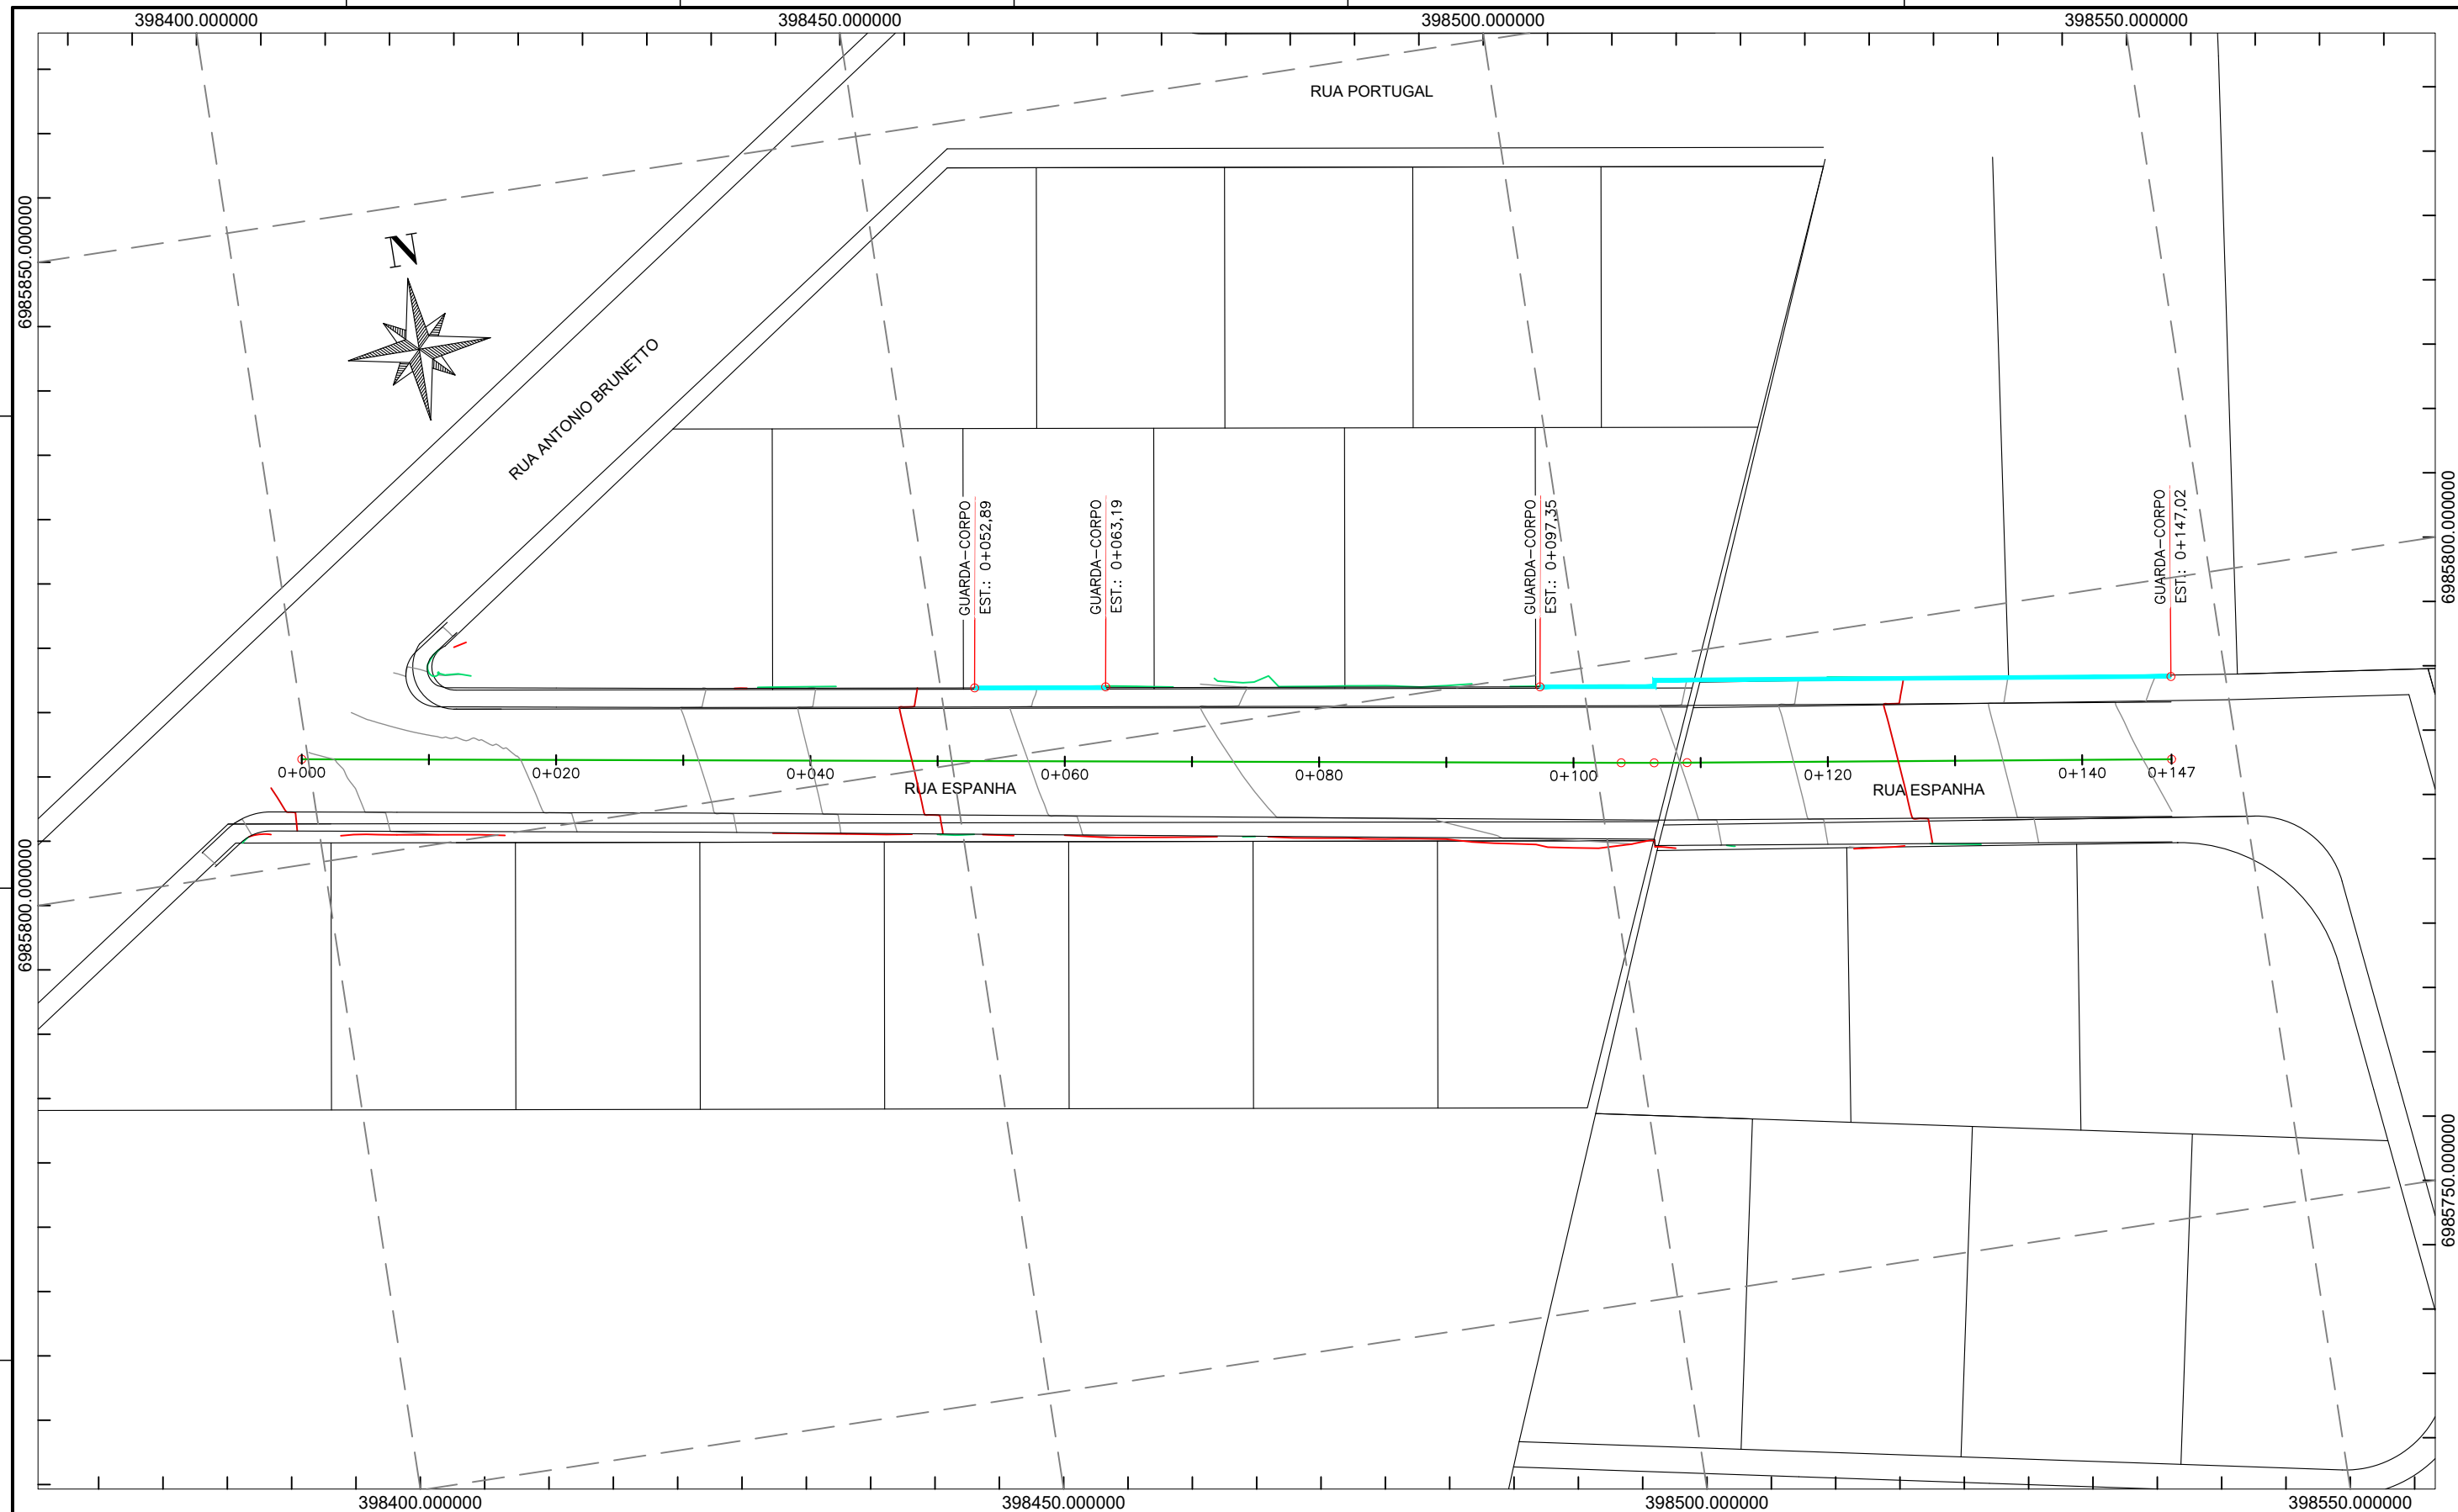 398400.000000
398450.000000
398500.000000
398550.000000
RUA PORTUGAL
6985850.000000
N
RUA ANTONIO BRUNETTO
GUARDA-CORPO
EST.: 0+052,89
GUARDA-CORPO
EST.: 0+063,19
GUARDA-CORPO
EST.: 0+097,35
GUARDA-CORPO
EST.: 0+147,02
6985800.000000
0+000
0+020
0+040
0+060
0+080
0+100
0+120
0+140
0+147
RUA ESPANHA
RUA ESPANHA
6985800.000000
6985750.000000
398400.000000
398450.000000
398500.000000
398550.000000